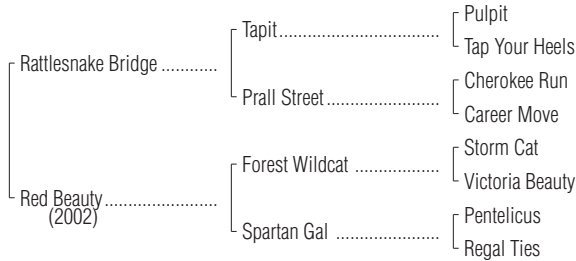 Pulpit
Tapit
Tap Your Heels
Rattlesnake Bridge
Cherokee Run
Prall Street
Career Move
Storm Cat
Forest Wildcat
Victoria Beauty
Red Beauty
(2002)
Pentelicus
Spartan Gal
Regal Ties